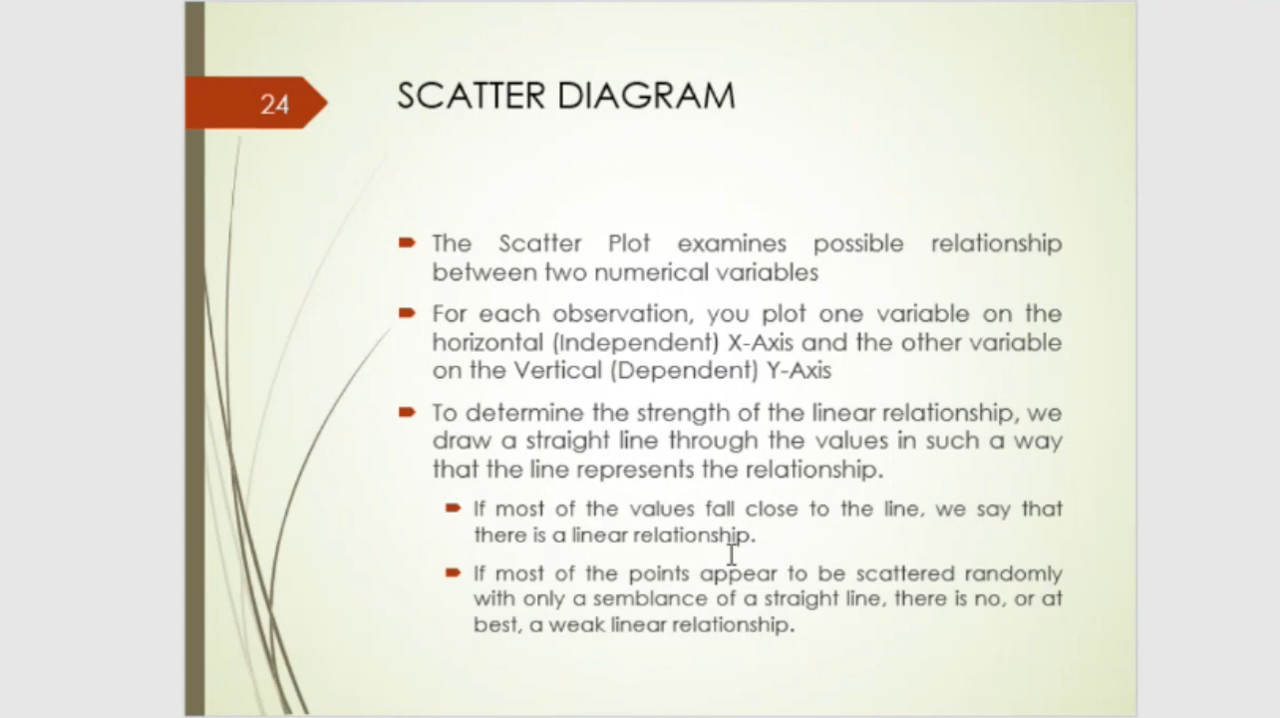 24
SCATTER DIAGRAM
The Scatter Plot examines possible relationship
between two numerical variables
For each observation, you plot one variable on the
horizontal (Independent) X-Axis and the other variable
on the Vertical (Dependent) Y-Axis
To determine the strength of the linear relationship, we
draw a straight line through the values in such a way
that the line represents the relationship.
If most of the values fall close to the line, we say that
there is a linear relationship.
If most of the points appear to be scattered randomly
with only a semblance of a straight line, there is no, or at
best, a weak linear relationship.